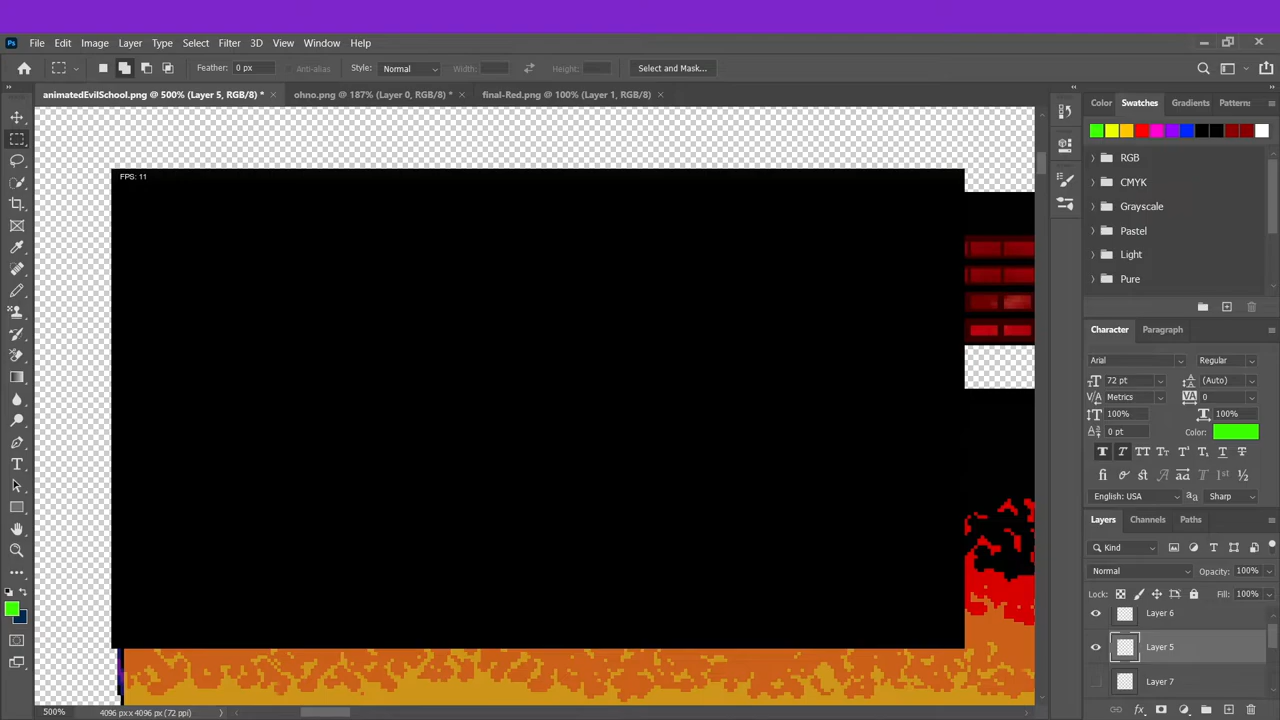 Ps File Edit Image Layer Type Select Filter 3D View Window Help
Feather: 0 px Anti-alias Style: Normal Width: Height: Select and Mask...
animatedEvilSchool.png @ 500% (Layer 5, RGB/8) * ohno.png @ 187% (Layer 0, RGB/8) * final-Red.png @ 100% (Layer 1, RGB/8)
Color Swatches Gradients Patterns
FPS: 11
RGB
CMYK
Grayscale
Pastel
Light
Pure
Character Paragraph
Arial Regular
72 pt (Auto)
Metrics 0
100% 100%
0 pt Color:
English: USA Sharp
Layers Channels Paths
Kind
Normal Opacity: 100%
Lock: Fill: 100%
Layer 6
Layer 5
Layer 7
500% 4096 px x 4096 px (72 ppi)